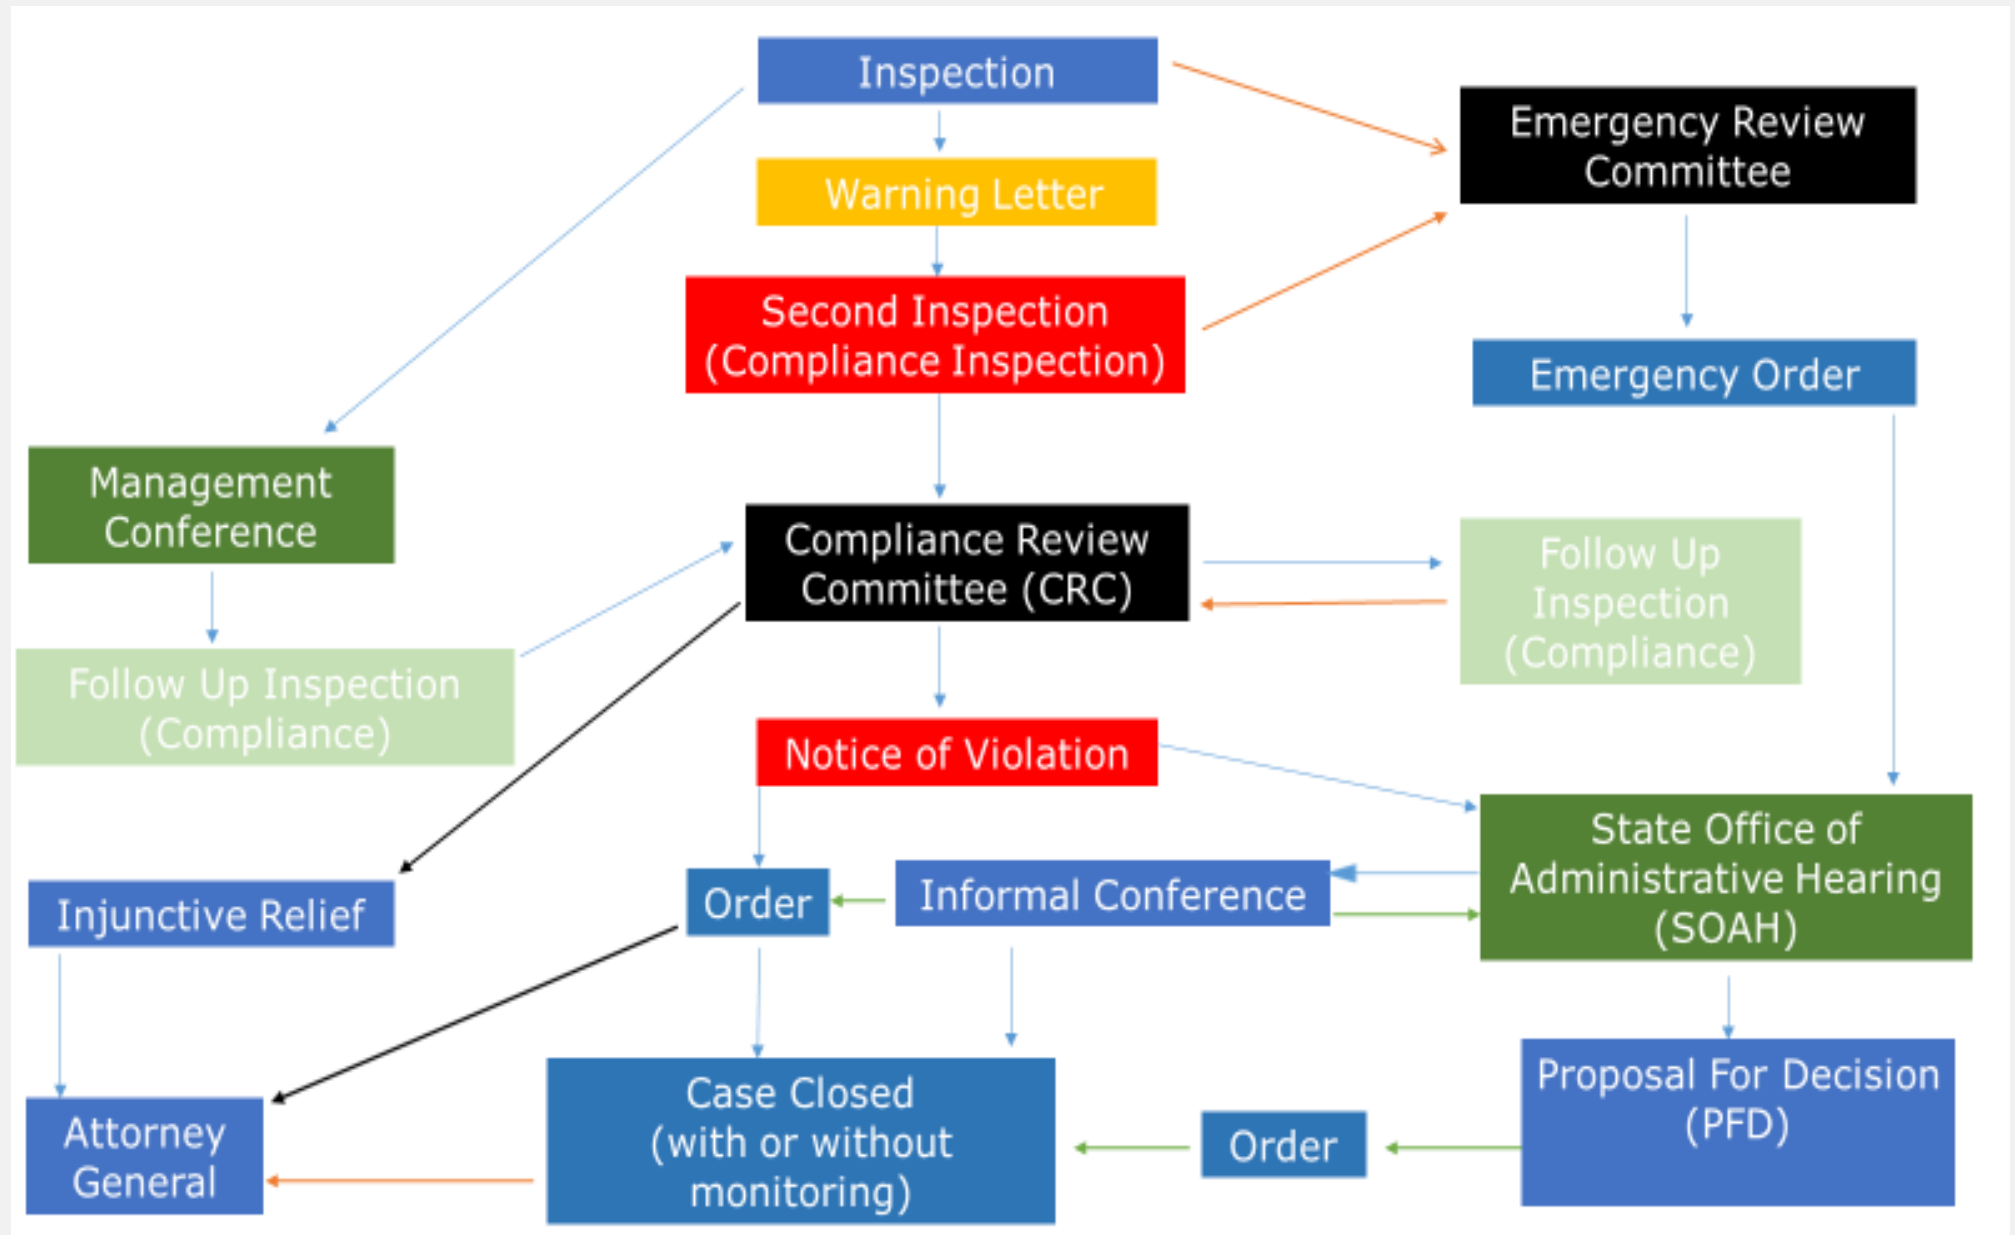 Inspection
Emergency Review
Committee
Warning Letter
Second Inspection
(Compliance Inspection)
Emergency Order
Management
Conference
Compliance Review
Committee (CRC)
Follow Up
Inspection
(Compliance)
Follow Up Inspection
(Compliance)
Notice of Violation
State Office of
Administrative Hearing
(SOAH)
Injunctive Relief
Order
Informal Conference
Proposal For Decision
(PFD)
Attorney
General
Case Closed
(with or without
monitoring)
Order